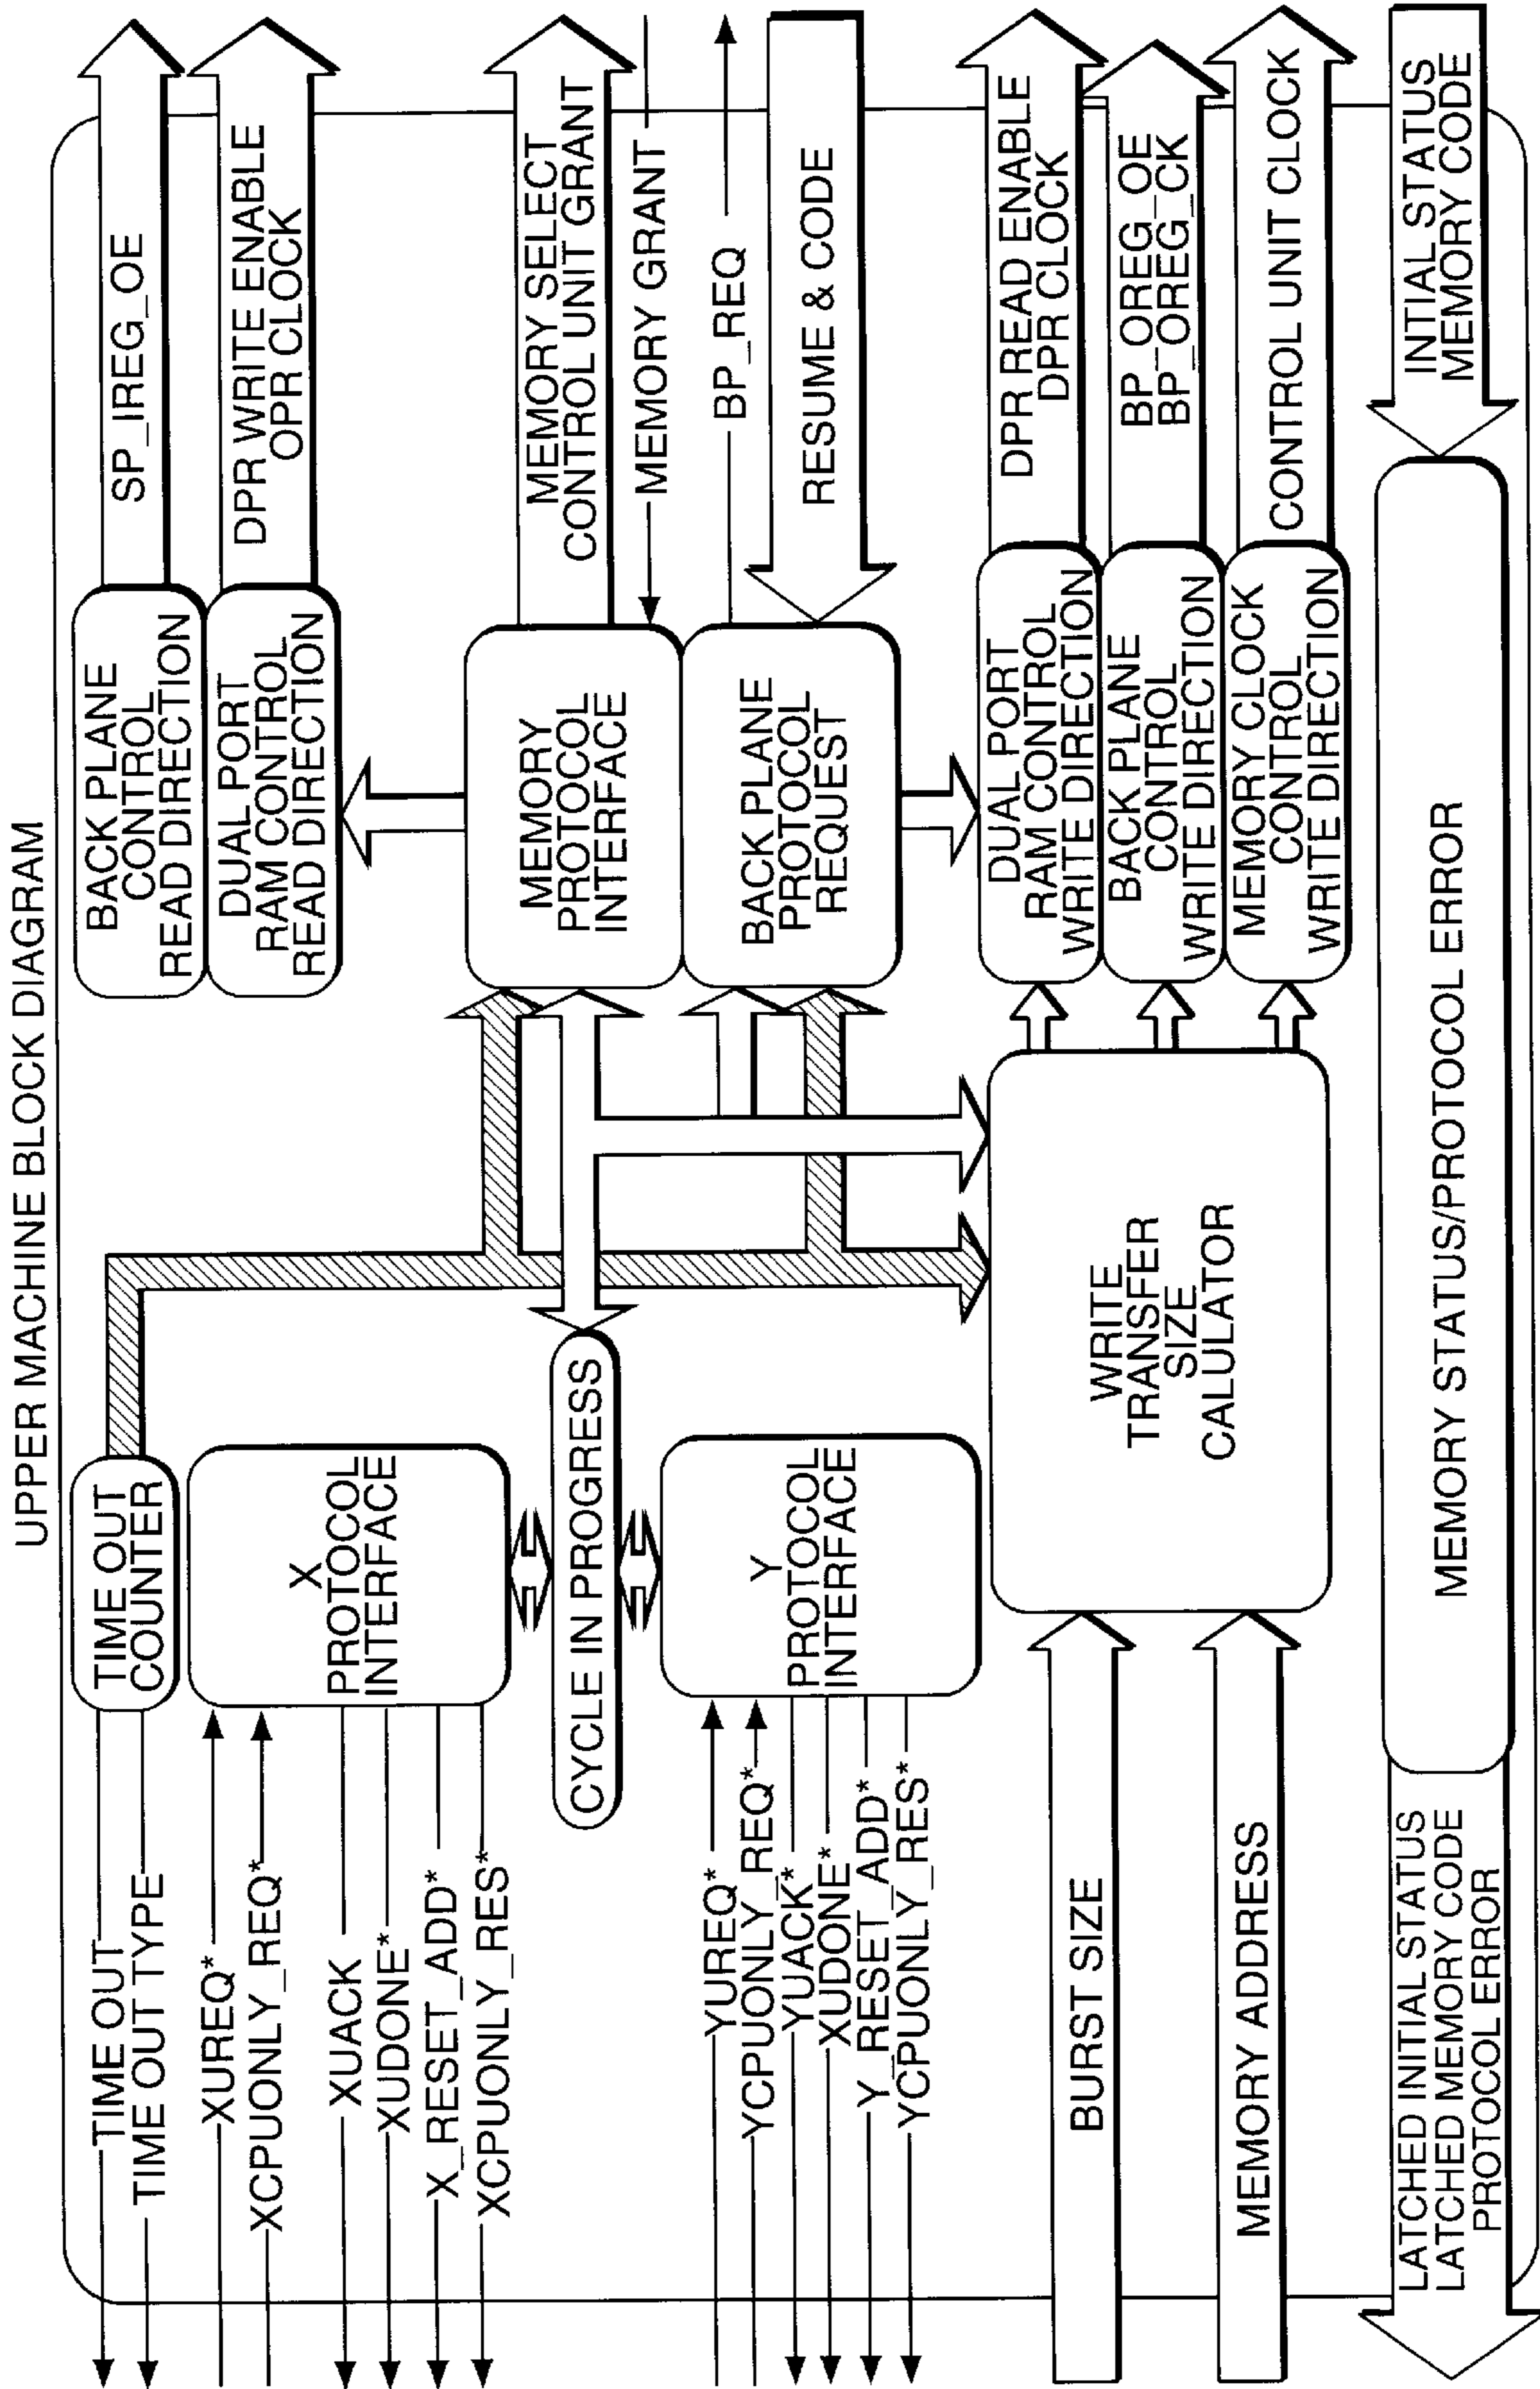 UPPER MACHINE BLOCK DIAGRAM
TIME OUT
TIME OUT TYPE
TIME OUT
COUNTER
XUREQ*
XCPUONLY_REQ*
XUACK
XUDONE*
X_RESET_ADD*
XCPUONLY_RES*
X
PROTOCOL
INTERFACE
CYCLE IN PROGRESS
YUREQ*
YCPUONLY_REQ*
YUACK*
XUDONE*
Y_RESET_ADD*
YCPUONLY_RES*
Y
PROTOCOL
INTERFACE
BURST SIZE
MEMORY ADDRESS
WRITE
TRANSFER
SIZE
CALULATOR
BACK PLANE
CONTROL
READ DIRECTION
SP_IREG_OE
DUAL PORT
RAM CONTROL
READ DIRECTION
DPR WRITE ENABLE
OPR CLOCK
MEMORY
PROTOCOL
INTERFACE
MEMORY SELECT
CONTROL UNIT GRANT
MEMORY GRANT
BACK PLANE
PROTOCOL
REQUEST
BP_REQ
RESUME & CODE
DUAL PORT
RAM CONTROL
WRITE DIRECTION
DPR READ ENABLE
DPR CLOCK
BACK PLANE
CONTROL
WRITE DIRECTION
BP_OREG_OE
BP_OREG_CK
MEMORY CLOCK
CONTROL
WRITE DIRECTION
CONTROL UNIT CLOCK
LATCHED INITIAL STATUS
LATCHED MEMORY CODE
PROTOCOL ERROR
MEMORY STATUS/PROTOCOL ERROR
INTIAL STATUS
MEMORY CODE